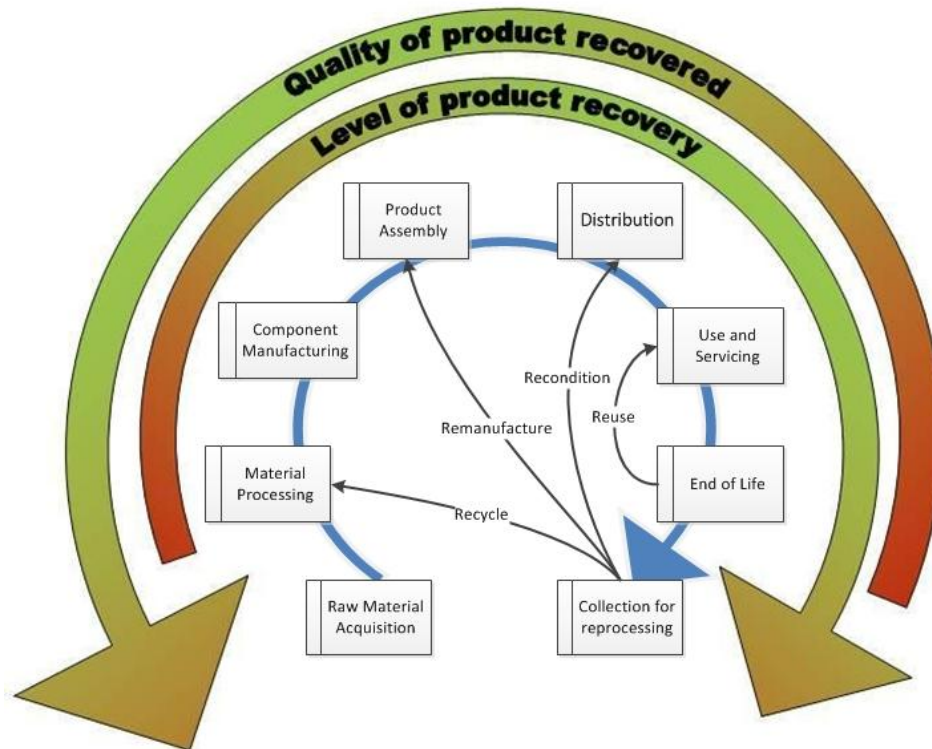 Quality of product recovered
Level of product recovery
Product
Assembly
Distribution
Component
Manufacturing
Use and
Servicing
Recondition
Reuse
Remanufacture
Material
Processing
End of Life
Recycle
Raw Material
Acquisition
Collection for
reprocessing